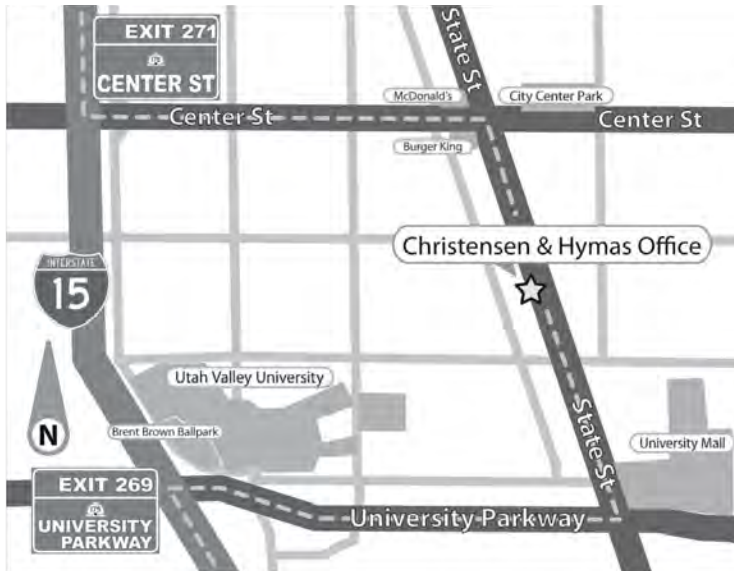 EXIT 271
CENTER ST
State St
McDonald's
City Center Park
Center St
Center St
Burger King
Christensen & Hymas Office
INTERSTATE
15
Utah Valley University
N
Brent Brown Ballpark
State St
University Mall
EXIT 269
UNIVERSITY
PARKWAY
University Parkway